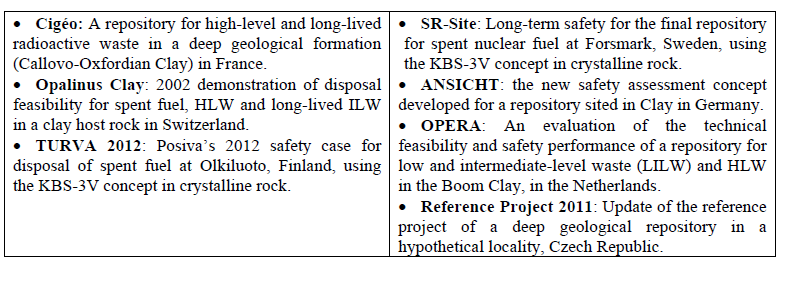 • Cigéo: A repository for high-level and long-lived
radioactive waste in a deep geological formation
(Callovo-Oxfordian Clay) in France.
• Opalinus Clay: 2002 demonstration of disposal
feasibility for spent fuel, HLW and long-lived ILW
in a clay host rock in Switzerland.
• TURVA 2012: Posiva's 2012 safety case for
disposal of spent fuel at Olkiluoto, Finland, using
the KBS-3V concept in crystalline rock.
• SR-Site: Long-term safety for the final repository
for spent nuclear fuel at Forsmark, Sweden, using
the KBS-3V concept in crystalline rock.
• ANSICHT: the new safety assessment concept
developed for a repository sited in Clay in Germany.
• OPERA: An evaluation of the technical
feasibility and safety performance of a repository for
low and intermediate-level waste (LILW) and HLW
in the Boom Clay, in the Netherlands.
• Reference Project 2011: Update of the reference
project of a deep geological repository in a
hypothetical locality, Czech Republic.